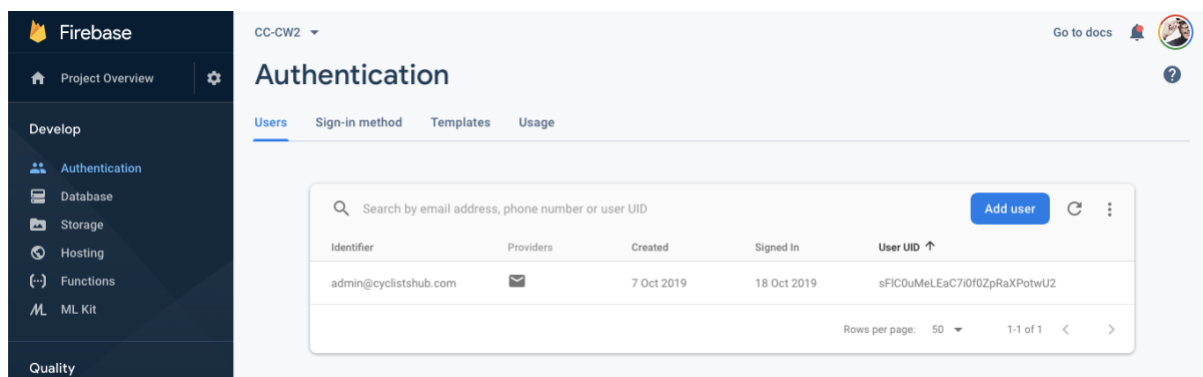 Firebase
CC-CW2
Go to docs
Project Overview
Authentication
Users Sign-in method Templates Usage
Develop
Authentication
Database
Storage
Hosting
Functions
ML Kit
Quality
Search by email address, phone number or user UID
Add user
Identifier Providers Created Signed In User UID
admin@cyclistshub.com 7 Oct 2019 18 Oct 2019 sFlC0uMeLEaC7i0f0ZpRaXPotwU2
Rows per page: 50 1-1 of 1